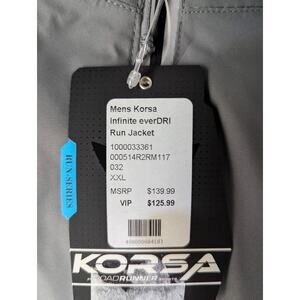 Mens Korsa
Infinite everDRI
Run Jacket
1000033361
000514R2RM117
032
XXL
MSRP $139.99
VIP $125.99
RUN SERIES
KORSA
ROADRUNNER SPORTS